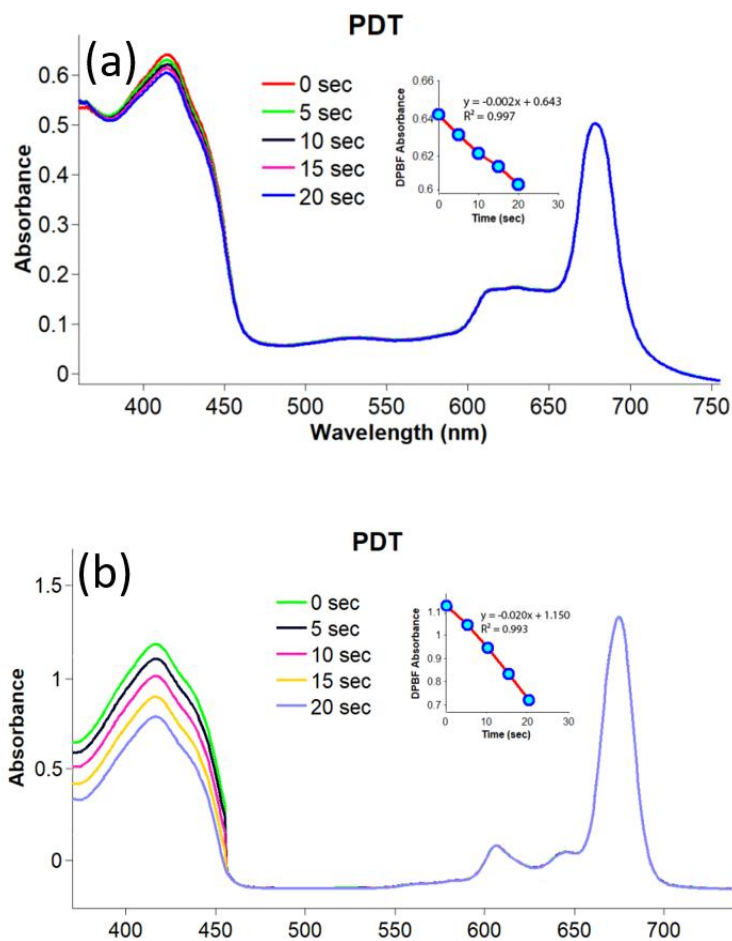 PDT
(a)
0 sec
5 sec
10 sec
15 sec
20 sec
y = -0.002x + 0.643
R² = 0.997
DPBF Absorbance
0.66
0.64
0.62
0.6
0 10 20 30
Time (sec)
Absorbance
0.6
0.5
0.4
0.3
0.2
0.1
0
400 450 500 550 600 650 700 750
Wavelength (nm)
PDT
(b)
0 sec
5 sec
10 sec
15 sec
20 sec
y = -0.020x + 1.150
R² = 0.993
DPBF Absorbance
1.1
1
0.9
0.8
0.7
0 10 20 30
Time (sec)
Absorbance
1.5
1
0.5
0
400 450 500 550 600 650 700